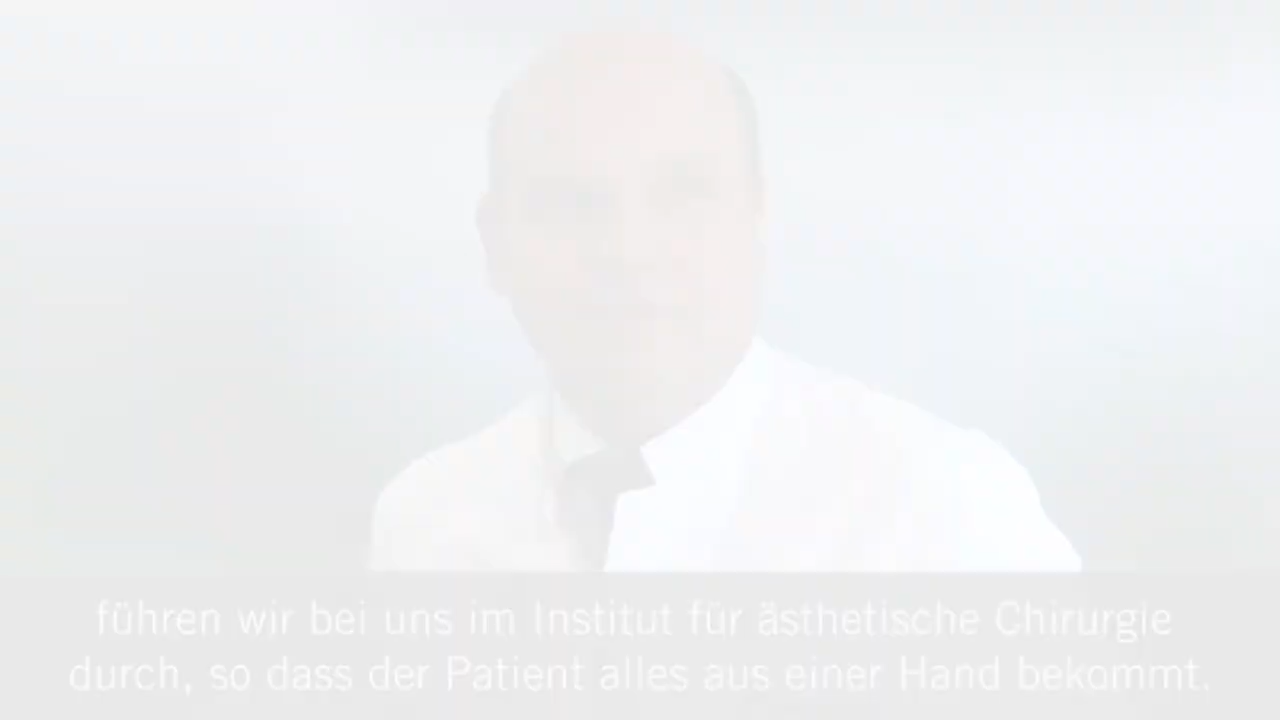 führen wir bei uns im Institut für ästhetische Chirurgie
durch, so dass der Patient alles aus einer Hand bekommt.